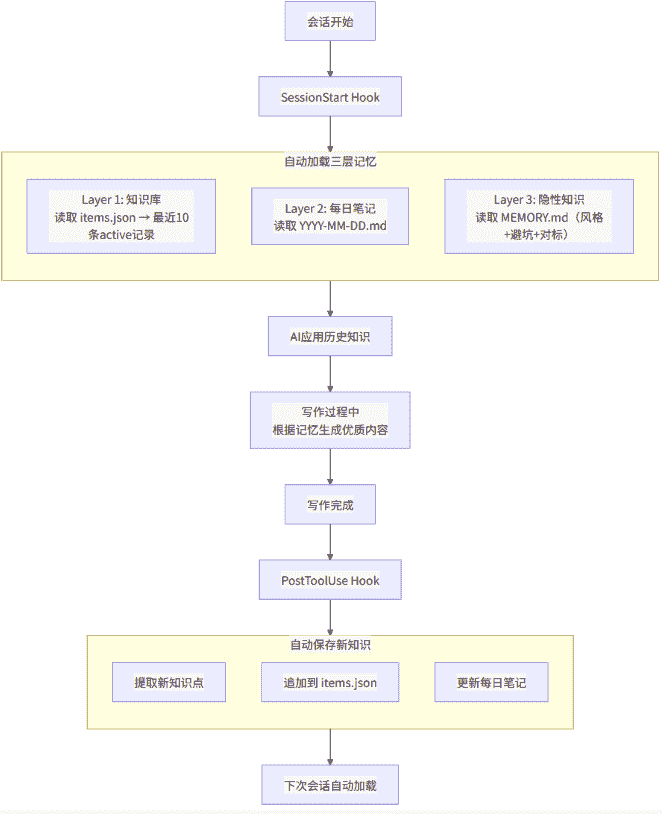 会话开始
SessionStart Hook
自动加载三层记忆
Layer 1: 知识库
读取 items.json → 最近10
条active记录
Layer 2: 每日笔记
读取 YYYY-MM-DD.md
Layer 3: 隐性知识
读取 MEMORY.md（风格
+避坑+对标）
AI应用历史知识
写作过程中
根据记忆生成优质内容
写作完成
PostToolUse Hook
自动保存新知识
提取新知识点
追加到 items.json
更新每日笔记
下次会话自动加载